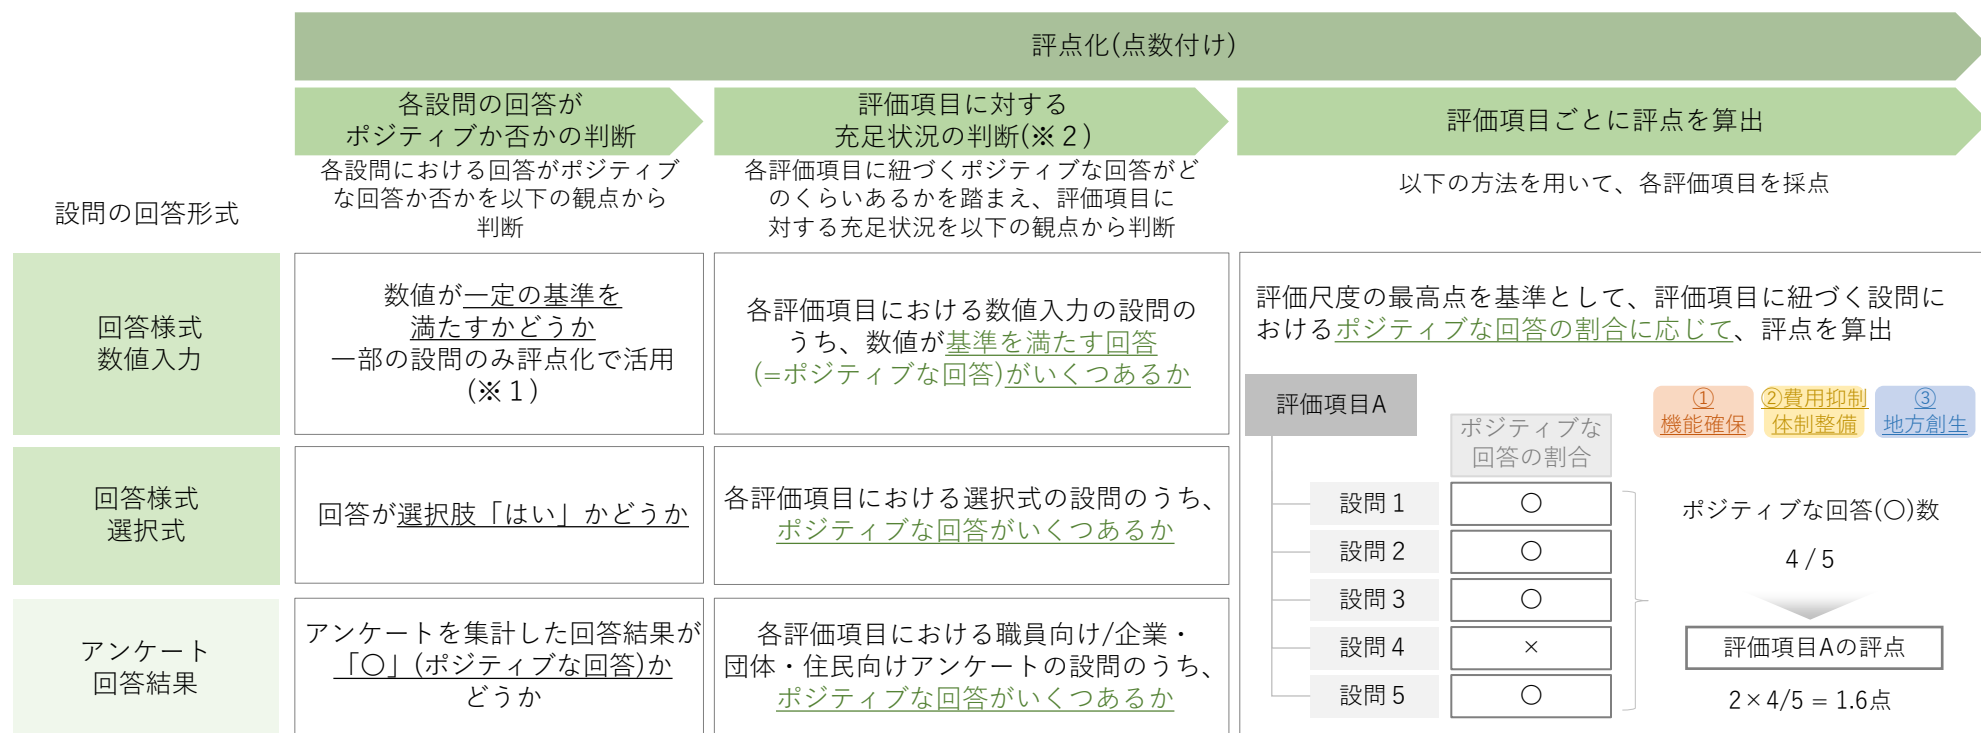 評点化(点数付け)
各設問の回答が
ポジティブか否かの判断
評価項目に対する
充足状況の判断(※２)
評価項目ごとに評点を算出
設問の回答形式
各設問における回答がポジティブ
な回答か否かを以下の観点から
判断
各評価項目に紐づくポジティブな回答がど
のくらいあるかを踏まえ、評価項目に
対する充足状況を以下の観点から判断
以下の方法を用いて、各評価項目を採点
回答様式
数値入力
数値が一定の基準を
満たすかどうか
一部の設問のみ評点化で活用
(※１)
各評価項目における数値入力の設問の
うち、数値が基準を満たす回答
(=ポジティブな回答)がいくつあるか
回答様式
選択式
回答が選択肢「はい」かどうか
各評価項目における選択式の設問のうち、
ポジティブな回答がいくつあるか
アンケート
回答結果
アンケートを集計した回答結果が
「〇」(ポジティブな回答)か
どうか
各評価項目における職員向け/企業・
団体・住民向けアンケートの設問のうち、
ポジティブな回答がいくつあるか
評価尺度の最高点を基準として、評価項目に紐づく設問に
おけるポジティブな回答の割合に応じて、評点を算出
評価項目A
ポジティブな
回答の割合
①
機能確保
②費用抑制
体制整備
③
地方創生
設問１ 〇
設問２ 〇
設問３ 〇
設問４ ×
設問５ 〇
ポジティブな回答(〇)数
4 / 5
評価項目Aの評点
2×4/5 = 1.6点